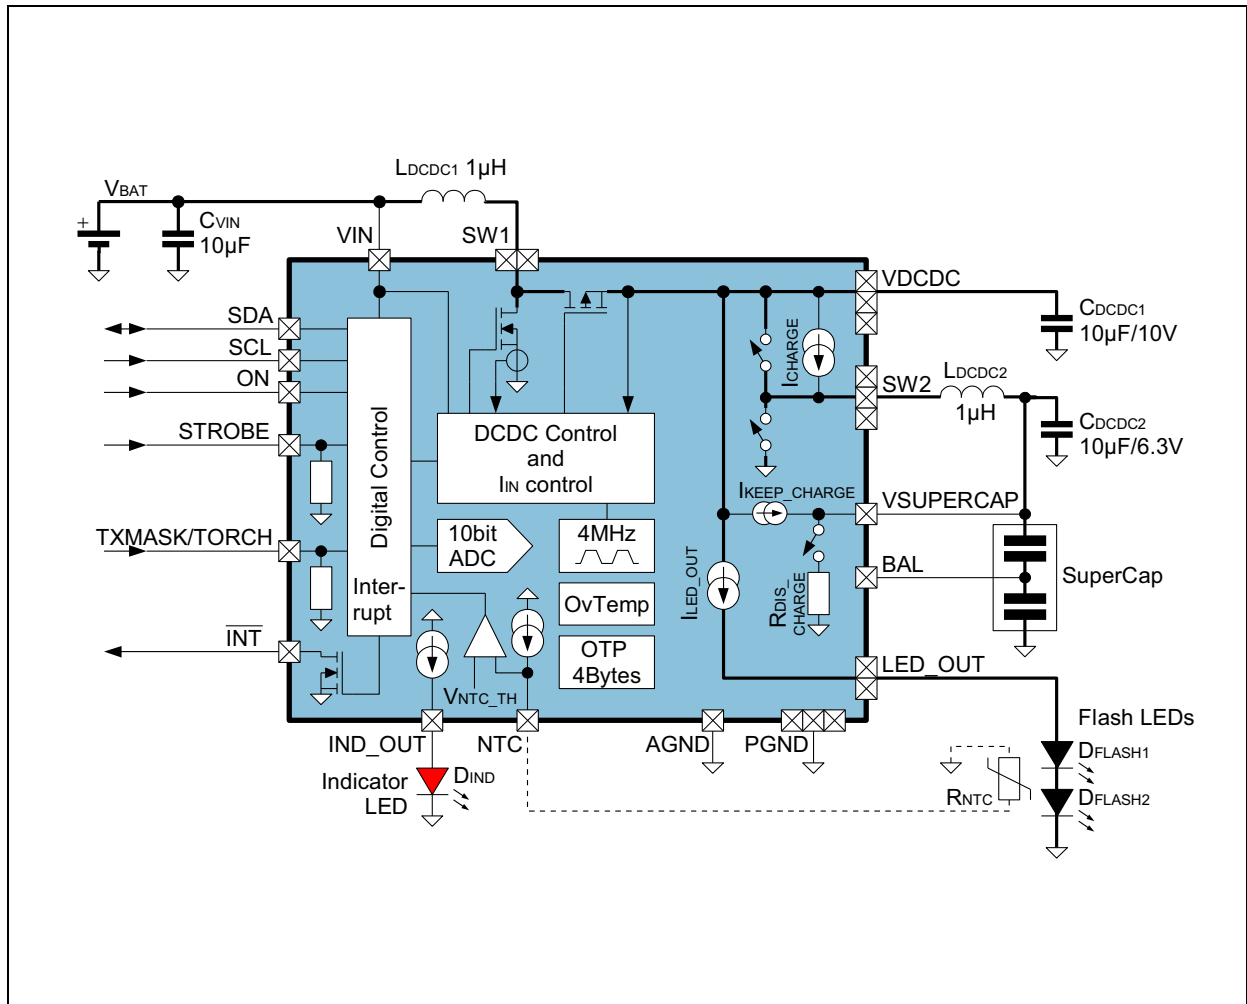 LDCDC1 1µH
VBAT
+
CVIN
10µF
VIN
SW1
VDCDC
CDCDC1
10µF/10V
SDA
SCL
ON
ICHARGE
SW2
LDCDC2
1µH
CDCDC2
10µF/6.3V
STROBE
Digital Control
DCDC Control
and
IIN control
IKEEP_CHARGE
VSUPERCAP
TXMASK/TORCH
10bit
ADC
4MHz
BAL
SuperCap
Inter-
rupt
OvTemp
ILED_OUT
RDIS_
CHARGE
INT
OTP
4Bytes
VNTC_TH
LED_OUT
IND_OUT
NTC
AGND
PGND
Flash LEDs
Indicator
LED
DIND
RNTC
DFLASH1
DFLASH2